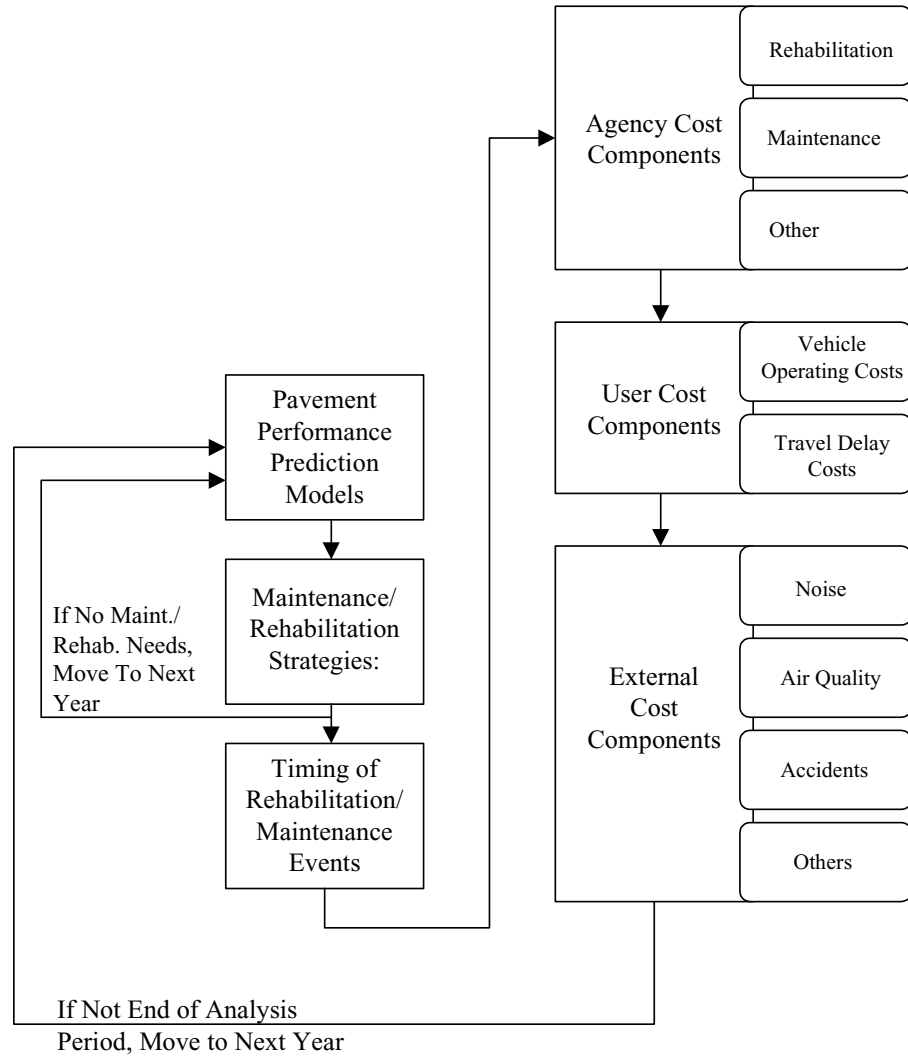 Agency Cost
Components
Rehabilitation
Maintenance
Other
User Cost
Components
Vehicle
Operating Costs
Travel Delay
Costs
Pavement
Performance
Prediction
Models
Maintenance/
Rehabilitation
Strategies:
If No Maint./
Rehab. Needs,
Move To Next
Year
Timing of
Rehabilitation/
Maintenance
Events
External
Cost
Components
Noise
Air Quality
Accidents
Others
If Not End of Analysis
Period, Move to Next Year